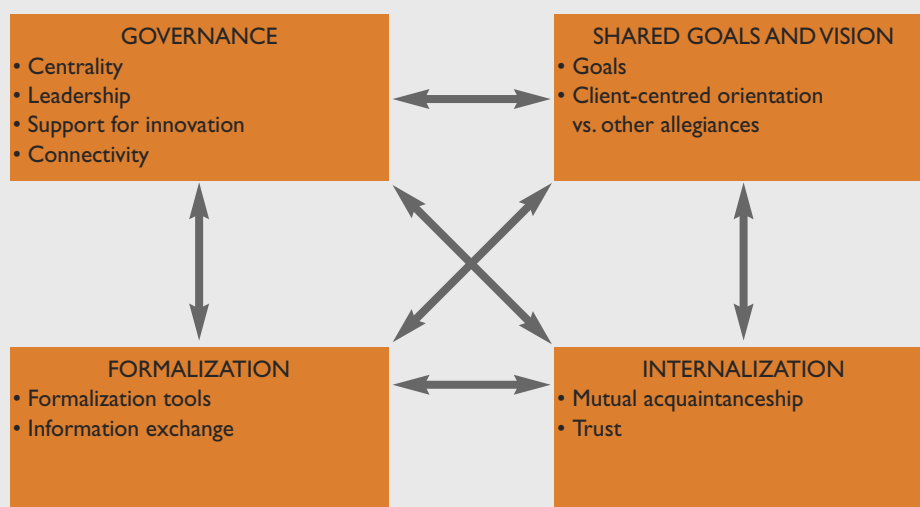 GOVERNANCE
• Centrality
• Leadership
• Support for innovation
• Connectivity
SHARED GOALS AND VISION
• Goals
• Client-centred orientation
vs. other allegiances
FORMALIZATION
• Formalization tools
• Information exchange
INTERNALIZATION
• Mutual acquaintanceship
• Trust